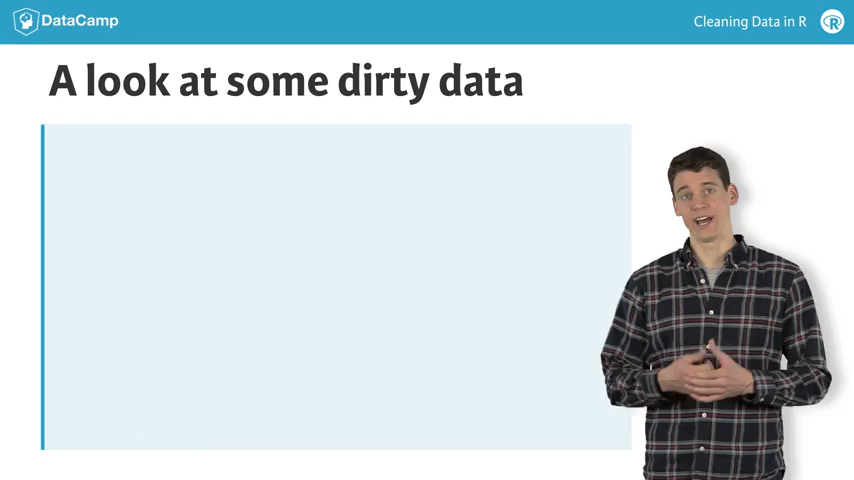 DataCamp
Cleaning Data in R
R
A look at some dirty data